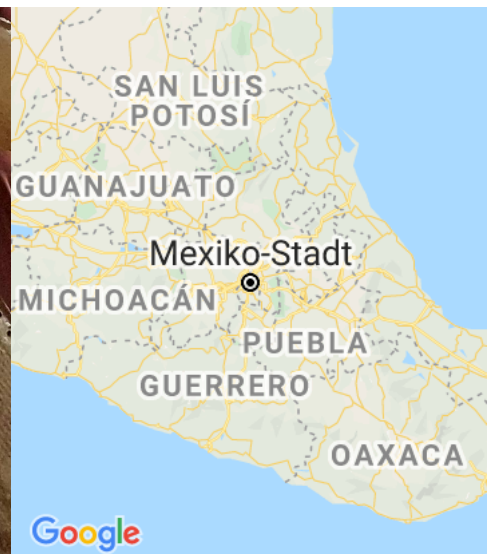 SAN LUIS
POTOSÍ
GUANAJUATO
Mexiko-Stadt
MICHOACÁN
PUEBLA
GUERRERO
OAXACA
Google